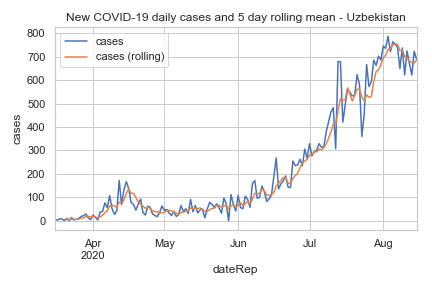 New COVID-19 daily cases and 5 day rolling mean - Uzbekistan
cases
cases (rolling)
800
700
600
500
400
300
200
100
0
cases
Apr
2020
May
Jun
Jul
Aug
dateRep